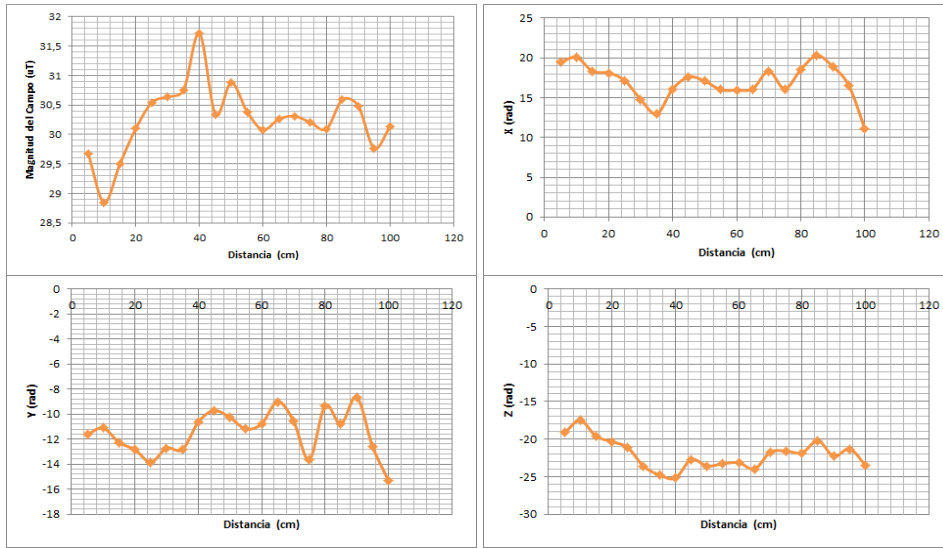 32
31,5
31
30,5
30
29,5
29
28,5
Magnitud del Campo (uT)
0 20 40 60 80 100 120
Distancia (cm)
25
20
15
10
5
0
X (rad)
0 20 40 60 80 100 120
Distancia (cm)
0
-2
-4
-6
-8
-10
-12
-14
-16
-18
Y (rad)
0 20 40 60 80 100 120
Distancia (cm)
0
-5
-10
-15
-20
-25
-30
Z (rad)
0 20 40 60 80 100 120
Distancia (cm)